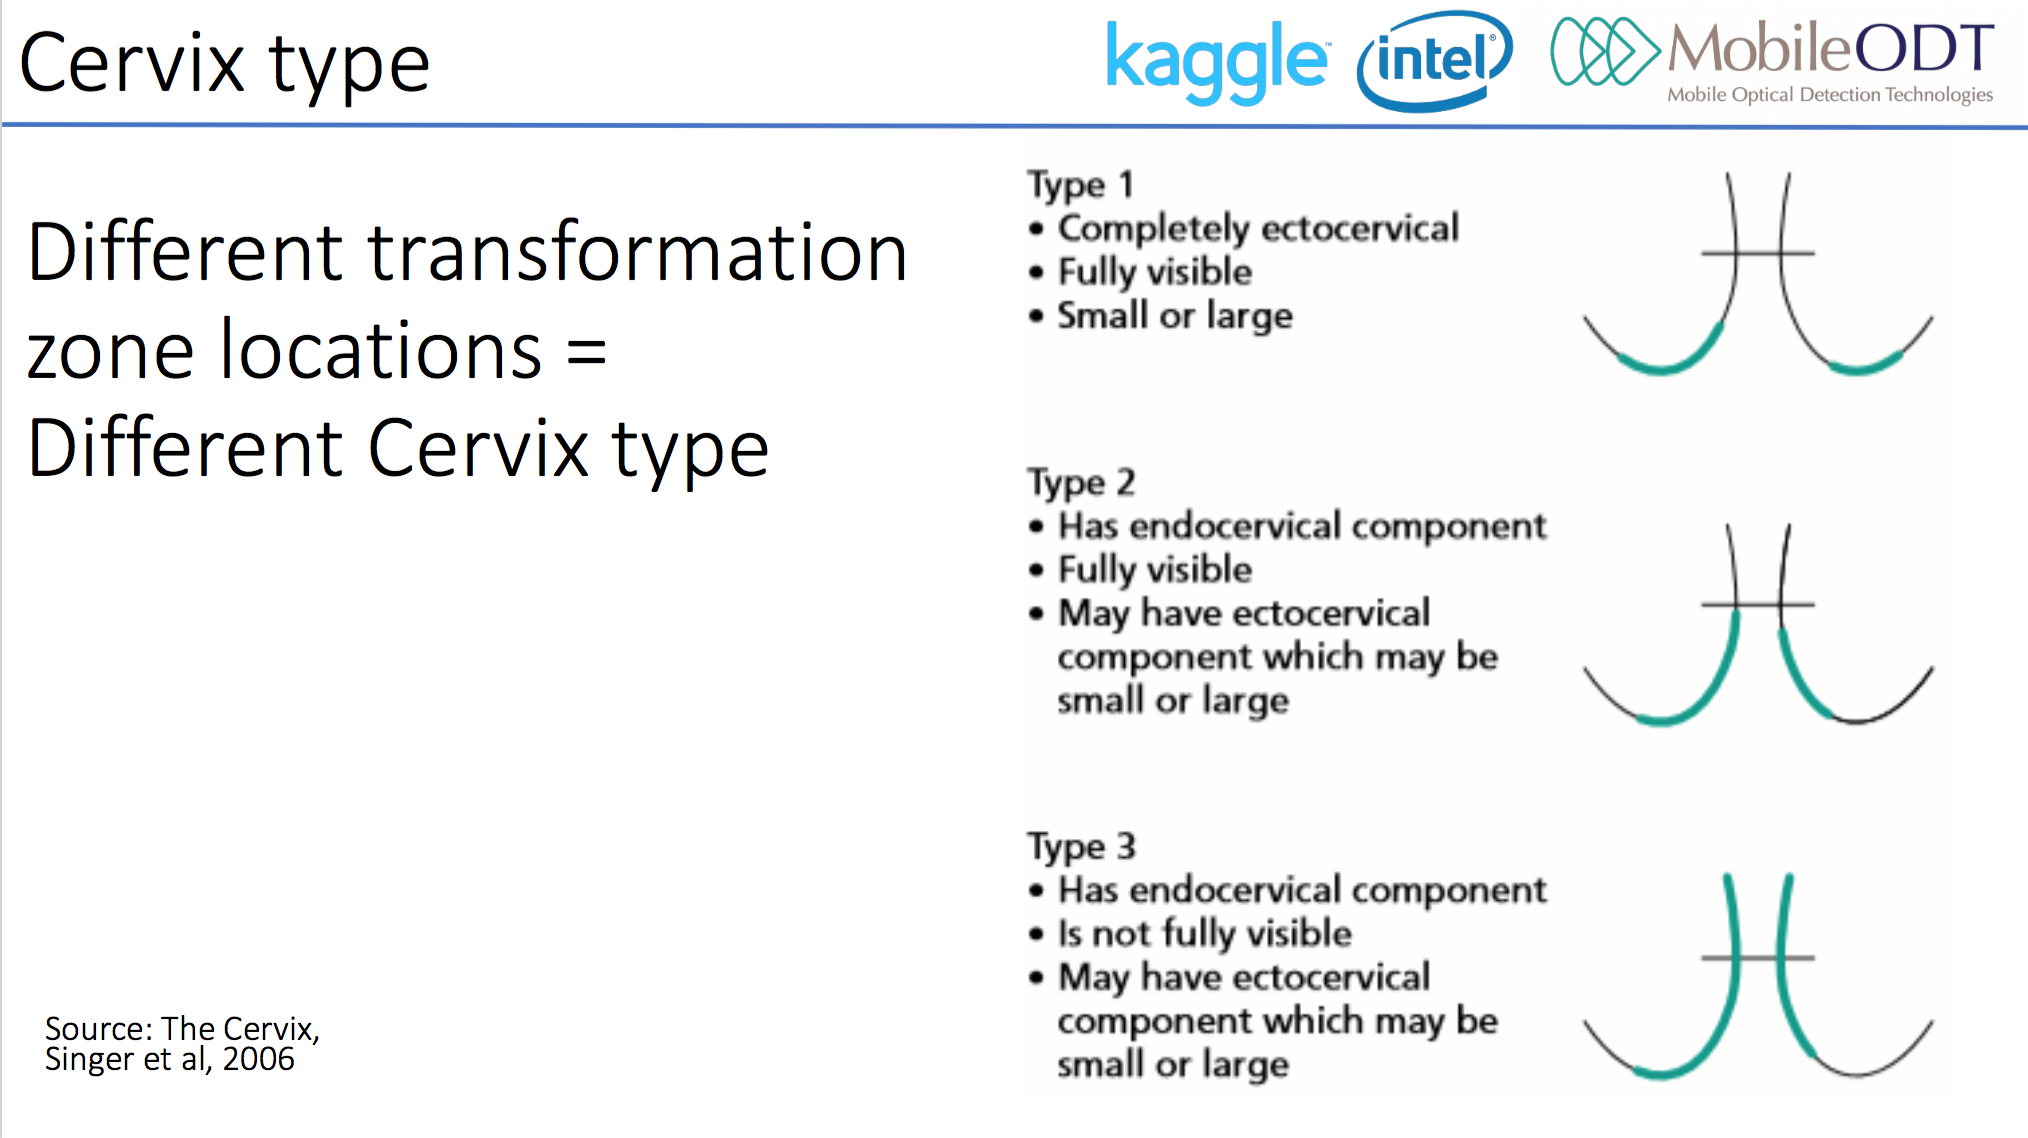 Cervix type
kaggle™
intel®
MobileODT
Mobile Optical Detection Technologies
Different transformation
zone locations =
Different Cervix type
Type 1
• Completely ectocervical
• Fully visible
• Small or large
Type 2
• Has endocervical component
• Fully visible
• May have ectocervical
component which may be
small or large
Type 3
• Has endocervical component
• Is not fully visible
• May have ectocervical
component which may be
small or large
Source: The Cervix,
Singer et al, 2006